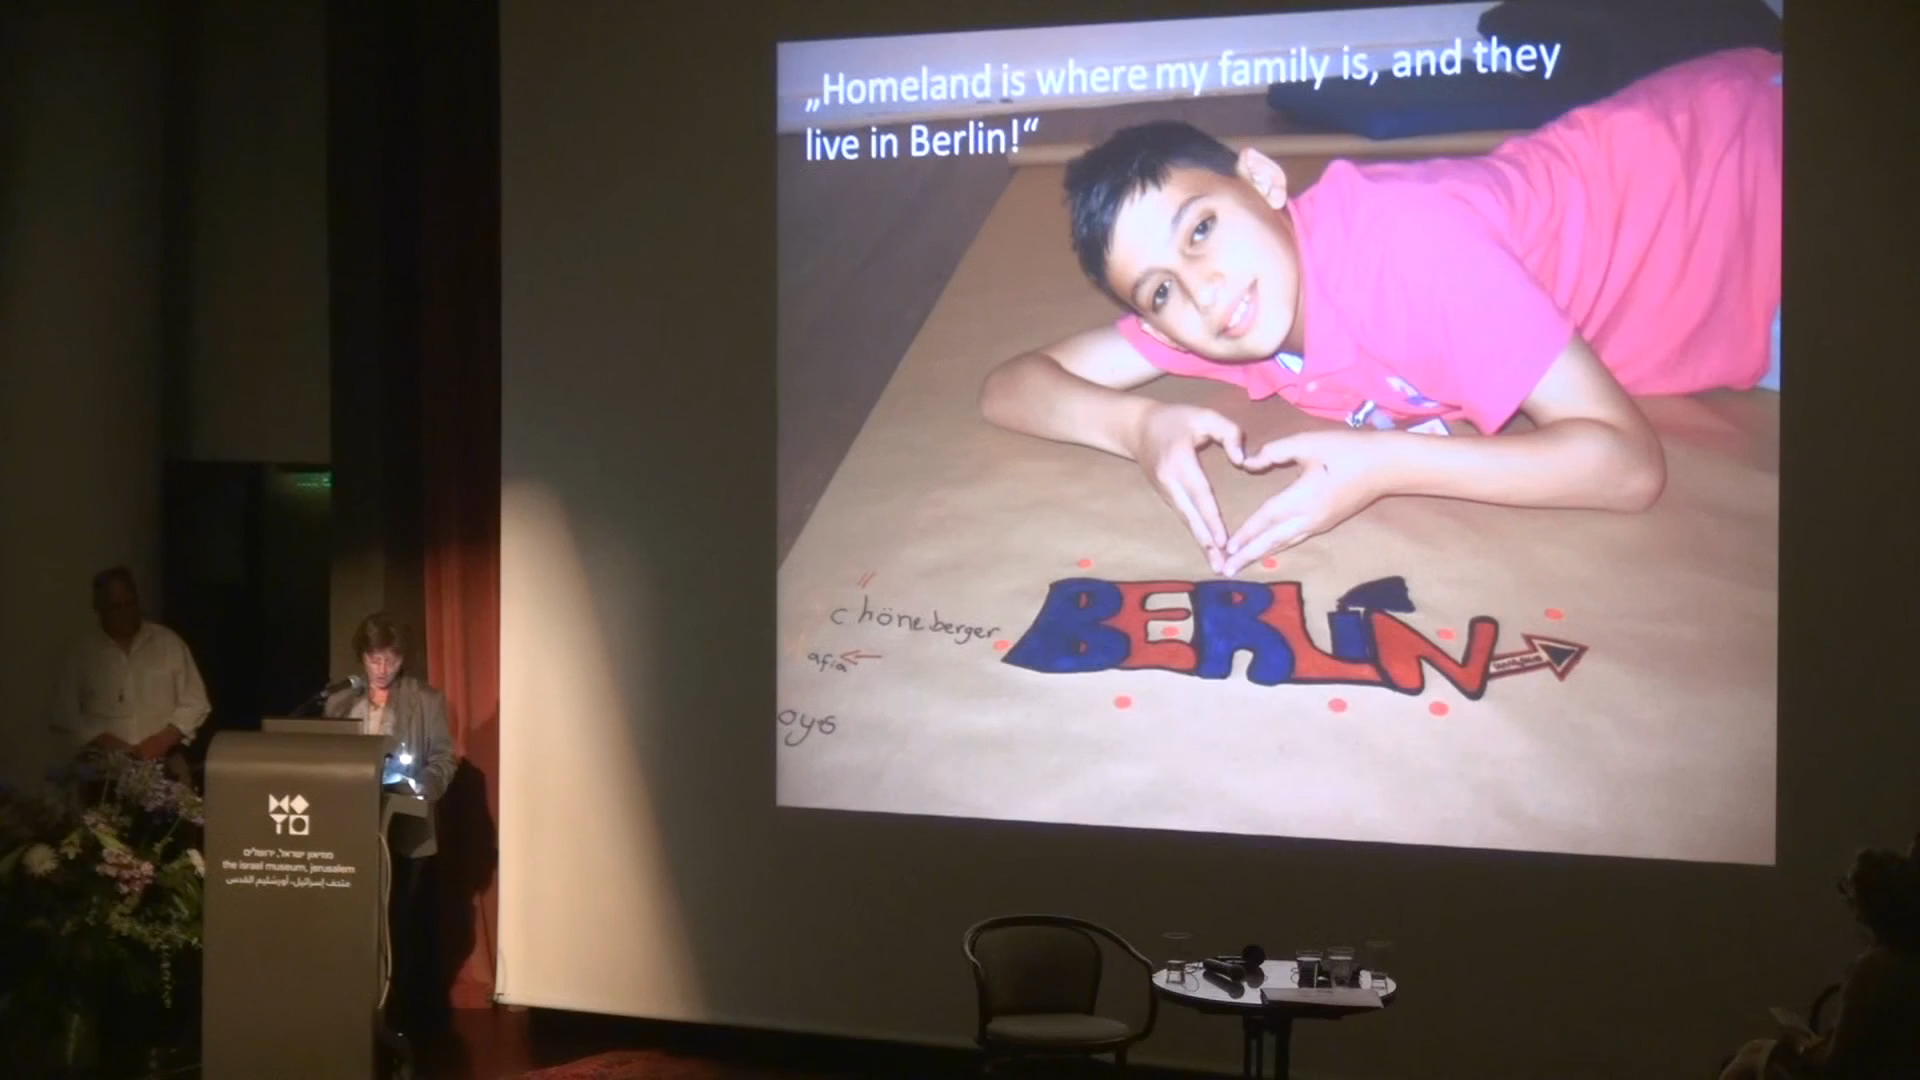 „Homeland is where my family is, and they
live in Berlin!“
chöneberger
afia
oys
BERLIN
מוזיאון ישראל, ירושלים
the israel museum, jerusalem
متحف إسرائيل، أورشليم القدس